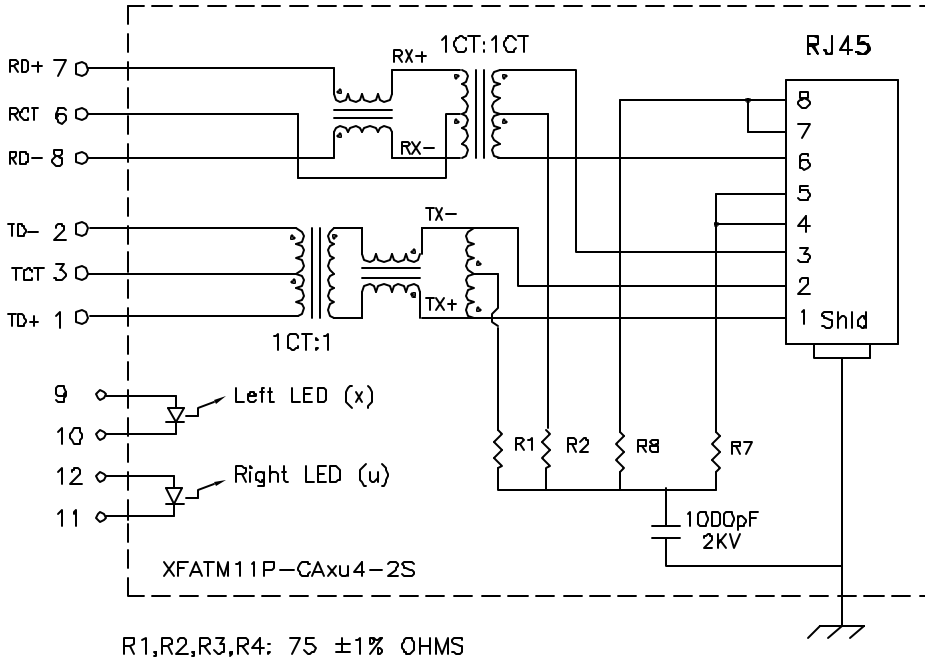 1CT:1CT
RJ45
RX+
RD+ 7
RCT 6
RD- 8
RX-
8
7
6
5
4
3
2
1 Shld
TD- 2
TCT 3
TD+ 1
TX-
TX+
1CT:1
9
10
Left LED (x)
12
11
Right LED (u)
R1
R2
R8
R7
1000pF
2KV
XFATM11P-CAxu4-2S
R1,R2,R3,R4: 75 ±1% OHMS